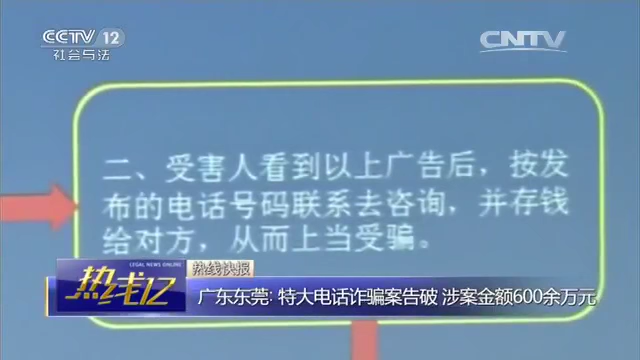 CCTV 12
社会与法
CNTV
二、受害人看到以上广告后，按发
布的电话号码联系去咨询，并存钱
给对方，从而上当受骗。
LEGAL NEWS ONLINE
热线12
热线快报
广东东莞: 特大电话诈骗案告破 涉案金额600余万元